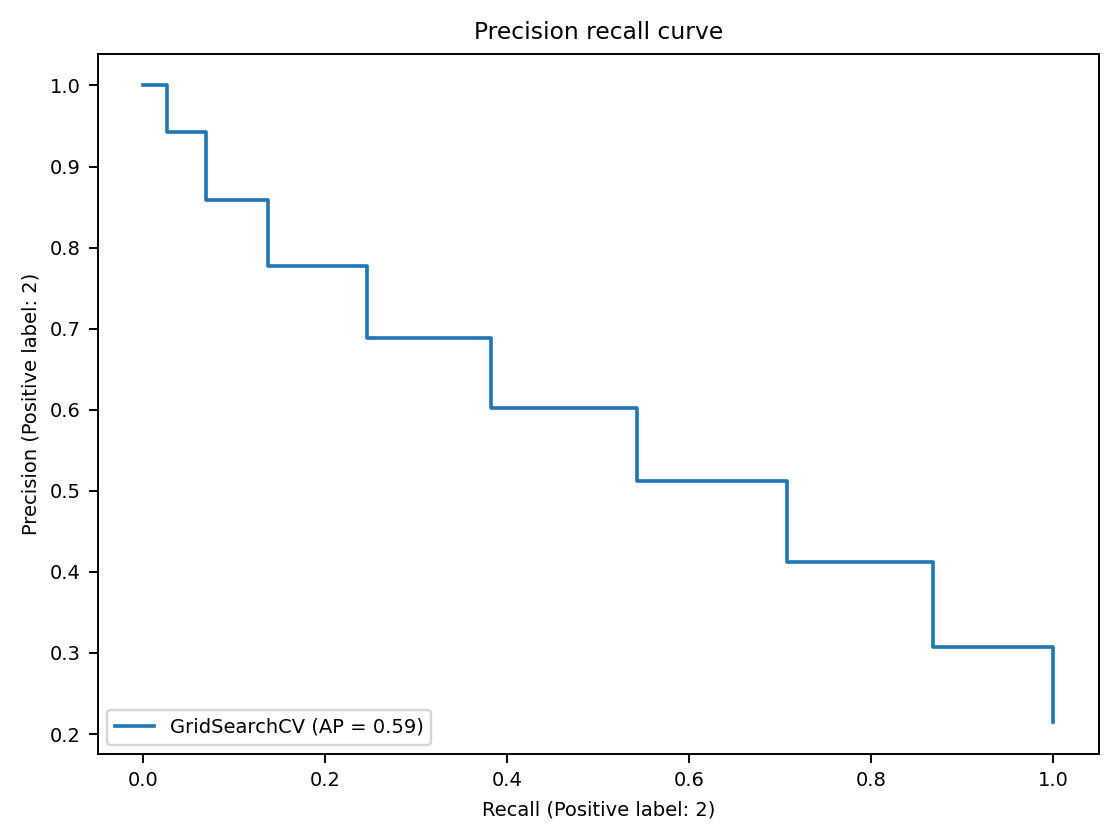 Precision recall curve
1.0
0.9
0.8
0.7
0.6
0.5
0.4
0.3
0.2
Precision (Positive label: 2)
GridSearchCV (AP = 0.59)
0.0 0.2 0.4 0.6 0.8 1.0
Recall (Positive label: 2)